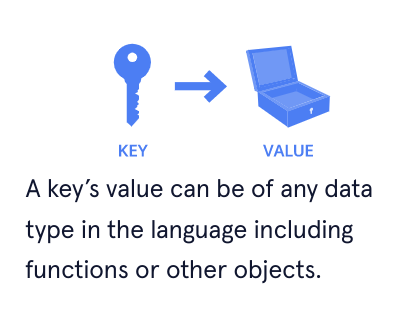 KEY
VALUE
A key’s value can be of any data
type in the language including
functions or other objects.